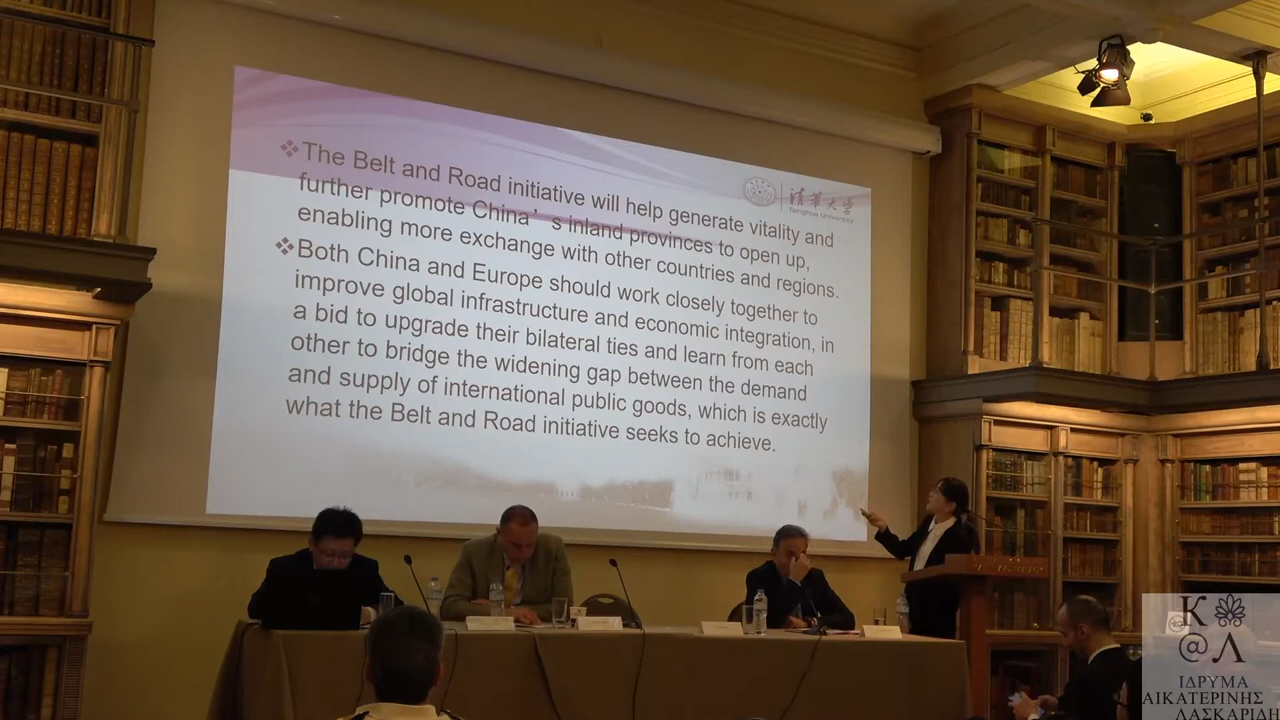 ❖The Belt and Road initiative will help generate vitality and
further promote China’s inland provinces to open up,
enabling more exchange with other countries and regions.
❖Both China and Europe should work closely together to
improve global infrastructure and economic integration, in
a bid to upgrade their bilateral ties and learn from each
other to bridge the widening gap between the demand
and supply of international public goods, which is exactly
what the Belt and Road initiative seeks to achieve.
清華大学
Tsinghua University
Κ
@Λ
ΙΔΡΥΜΑ
ΑΙΚΑΤΕΡΙΝΗΣ
ΛΑΣΚΑΡΙΔΗ